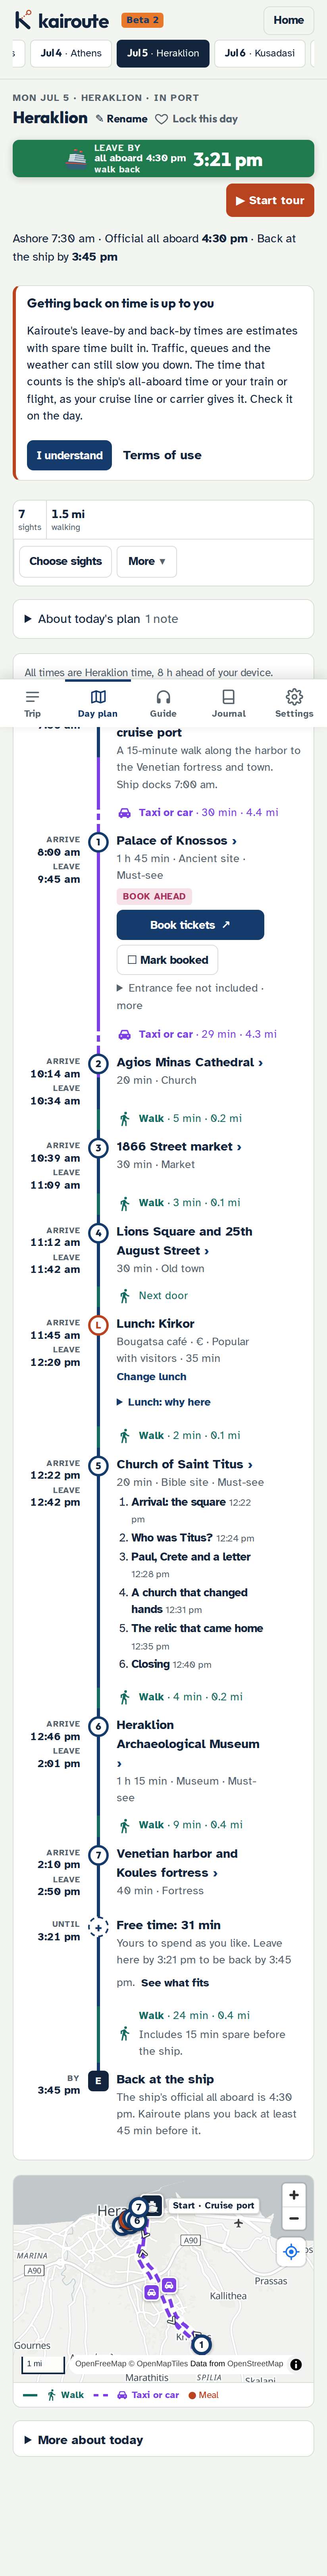 kairoute Beta 2 Home
s Jul 4 · Athens Jul 5 · Heraklion Jul 6 · Kusadasi
MON JUL 5 · HERAKLION · IN PORT
Heraklion ✎ Rename ♡ Lock this day
LEAVE BY
all aboard 4:30 pm
walk back
3:21 pm
▶ Start tour
Ashore 7:30 am · Official all aboard 4:30 pm · Back at
the ship by 3:45 pm
Getting back on time is up to you
Kairoute's leave-by and back-by times are estimates
with spare time built in. Traffic, queues and the
weather can still slow you down. The time that
counts is the ship's all-aboard time or your train or
flight, as your cruise line or carrier gives it. Check it
on the day.
I understand Terms of use
7 1.5 mi
sights walking
Choose sights More ▾
▶ About today's plan 1 note
All times are Heraklion time, 8 h ahead of your device.
Trip Day plan Guide Journal Settings
cruise port
A 15-minute walk along the harbor to
the Venetian fortress and town.
Ship docks 7:00 am.
Taxi or car · 30 min · 4.4 mi
ARRIVE
8:00 am
LEAVE
9:45 am
1
Palace of Knossos ›
1 h 45 min · Ancient site ·
Must-see
BOOK AHEAD
Book tickets ↗
☐ Mark booked
▶ Entrance fee not included ·
more
Taxi or car · 29 min · 4.3 mi
ARRIVE
10:14 am
LEAVE
10:34 am
2
Agios Minas Cathedral ›
20 min · Church
Walk · 5 min · 0.2 mi
ARRIVE
10:39 am
LEAVE
11:09 am
3
1866 Street market ›
30 min · Market
Walk · 3 min · 0.1 mi
ARRIVE
11:12 am
LEAVE
11:42 am
4
Lions Square and 25th
August Street ›
30 min · Old town
Next door
ARRIVE
11:45 am
LEAVE
12:20 pm
L
Lunch: Kirkor
Bougatsa café · € · Popular
with visitors · 35 min
Change lunch
▶ Lunch: why here
Walk · 2 min · 0.1 mi
ARRIVE
12:22 pm
LEAVE
12:42 pm
5
Church of Saint Titus ›
20 min · Bible site · Must-see
1. Arrival: the square 12:22
pm
2. Who was Titus? 12:24 pm
3. Paul, Crete and a letter
12:28 pm
4. A church that changed
hands 12:31 pm
5. The relic that came home
12:35 pm
6. Closing 12:40 pm
Walk · 4 min · 0.2 mi
ARRIVE
12:46 pm
LEAVE
2:01 pm
6
Heraklion
Archaeological Museum
›
1 h 15 min · Museum · Must-
see
Walk · 9 min · 0.4 mi
ARRIVE
2:10 pm
LEAVE
2:50 pm
7
Venetian harbor and
Koules fortress ›
40 min · Fortress
UNTIL
3:21 pm
+
Free time: 31 min
Yours to spend as you like. Leave
here by 3:21 pm to be back by 3:45
pm. See what fits
Walk · 24 min · 0.4 mi
Includes 15 min spare before
the ship.
BY
3:45 pm
E
Back at the ship
The ship's official all aboard is 4:30
pm. Kairoute plans you back at least
45 min before it.
Hera 7 6 Start · Cruise port + −
MARINA A90 A90
Prassas
Kallithea
1
Gournes
1 mi OpenFreeMap © OpenMapTiles Data from OpenStreetMap
Marathitis SPILIA Skalani
Walk Taxi or car Meal
▶ More about today